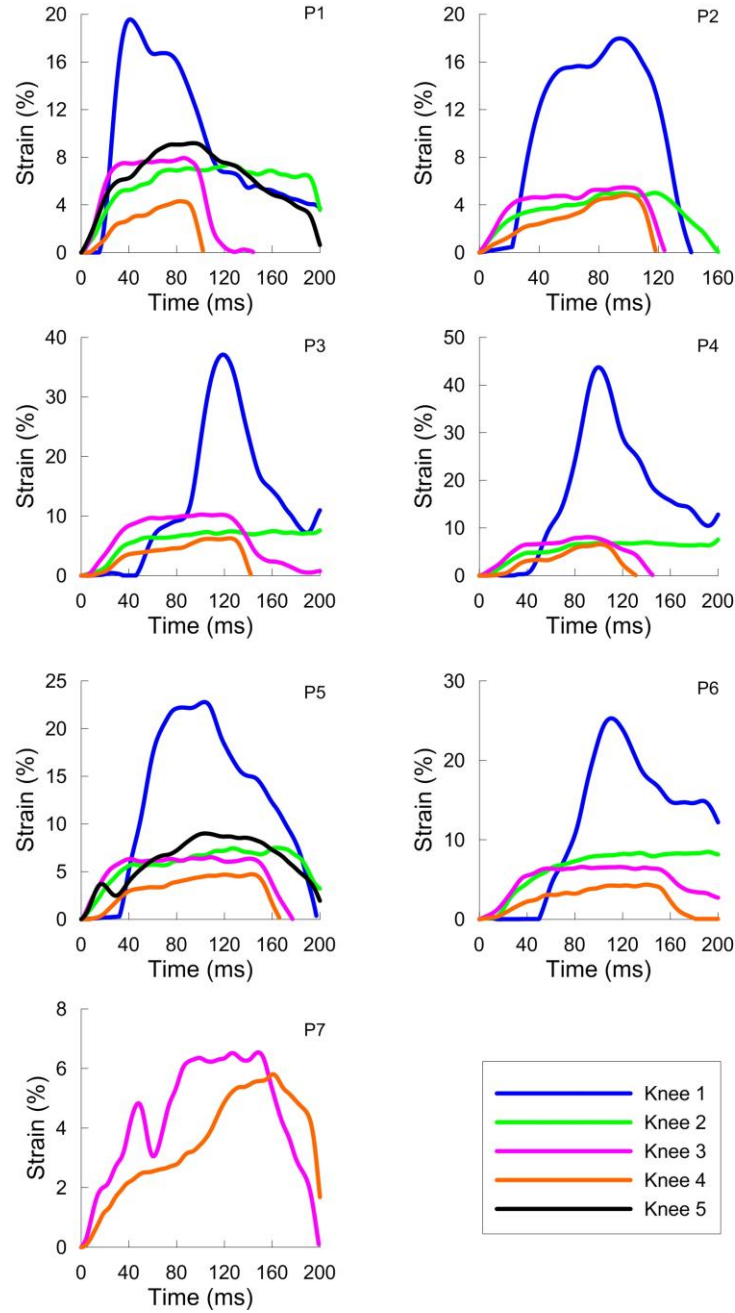 P1
Strain (%)
20
16
12
8
4
0
0 40 80 120 160 200
Time (ms)
P2
Strain (%)
20
16
12
8
4
0
0 40 80 120 160
Time (ms)
P3
Strain (%)
40
30
20
10
0
0 40 80 120 160 200
Time (ms)
P4
Strain (%)
50
40
30
20
10
0
0 40 80 120 160 200
Time (ms)
P5
Strain (%)
25
20
15
10
5
0
0 40 80 120 160 200
Time (ms)
P6
Strain (%)
30
20
10
0
0 40 80 120 160 200
Time (ms)
P7
Strain (%)
8
6
4
2
0
0 40 80 120 160 200
Time (ms)
Knee 1
Knee 2
Knee 3
Knee 4
Knee 5